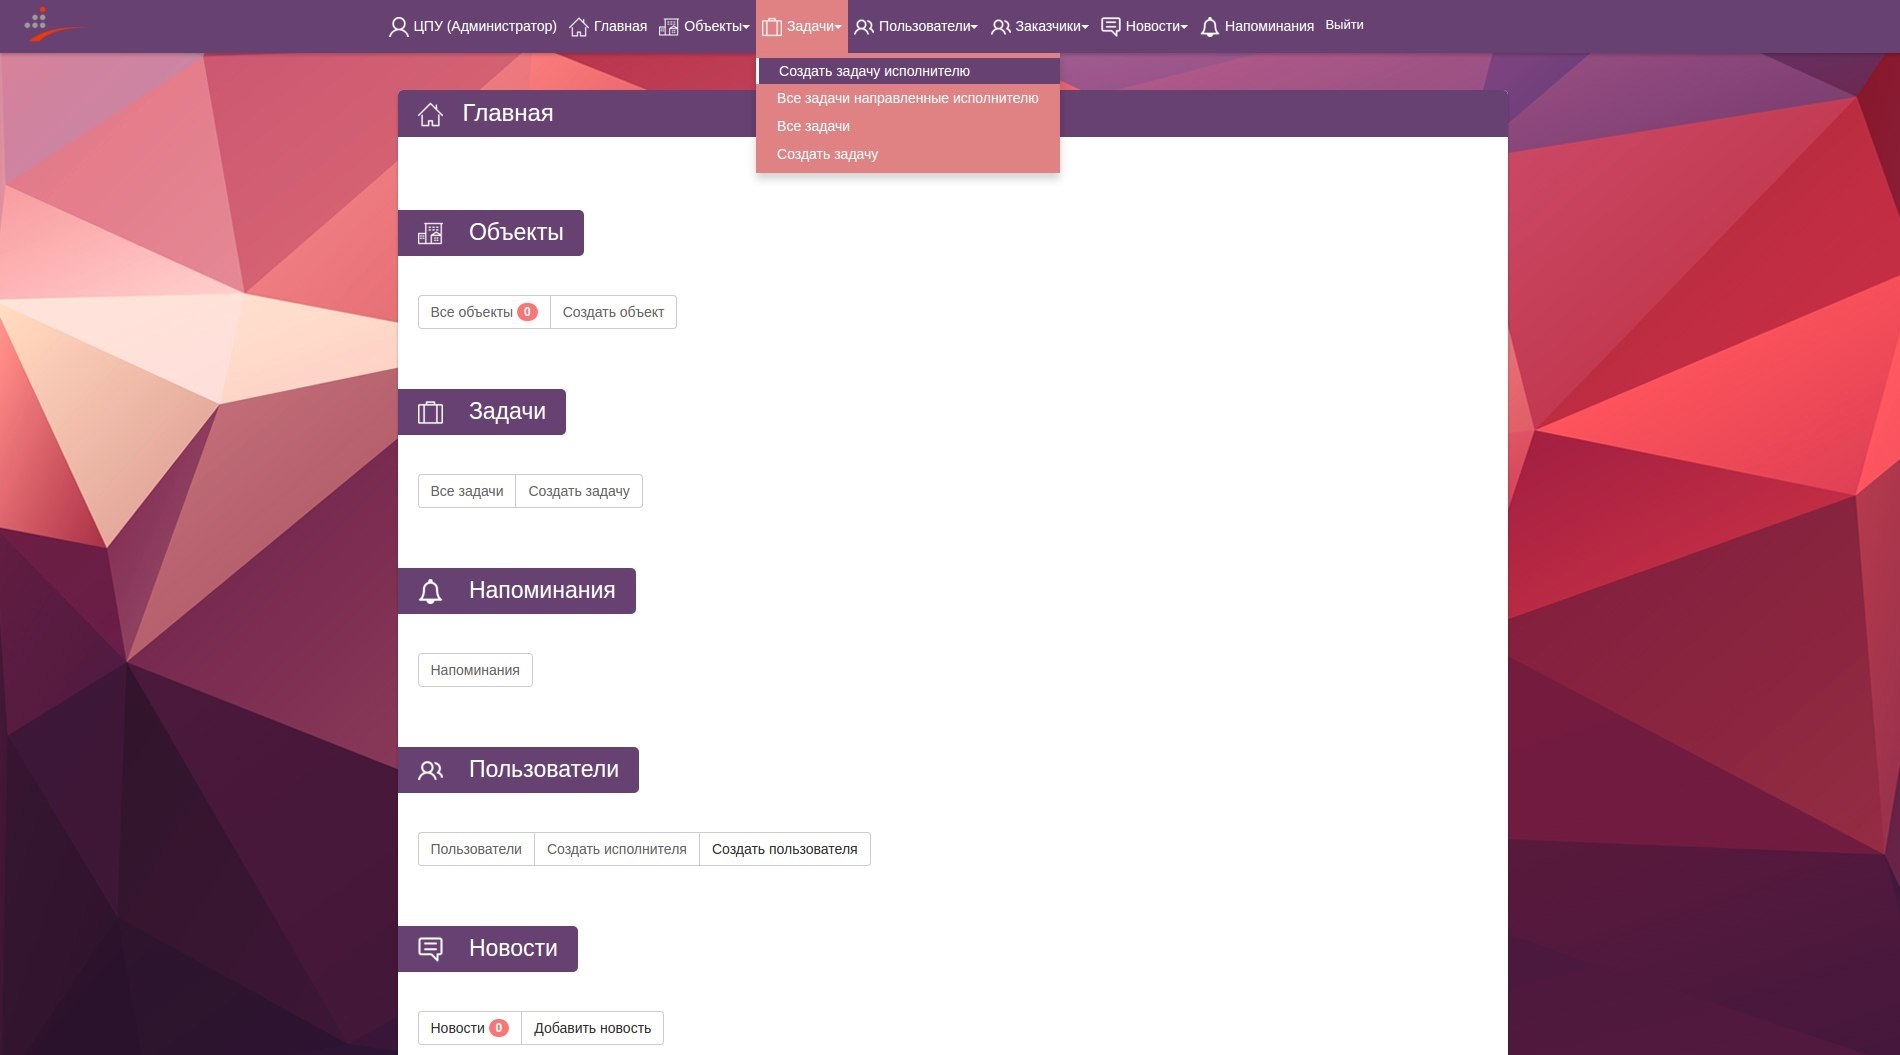 ЦПУ (Администратор) Главная Объекты Задачи Пользователи Заказчики Новости Напоминания Выйти
Создать задачу исполнителю
Все задачи направленные исполнителю
Все задачи
Создать задачу
Главная
Объекты
Все объекты 0 Создать объект
Задачи
Все задачи Создать задачу
Напоминания
Напоминания
Пользователи
Пользователи Создать исполнителя Создать пользователя
Новости
Новости 0 Добавить новость